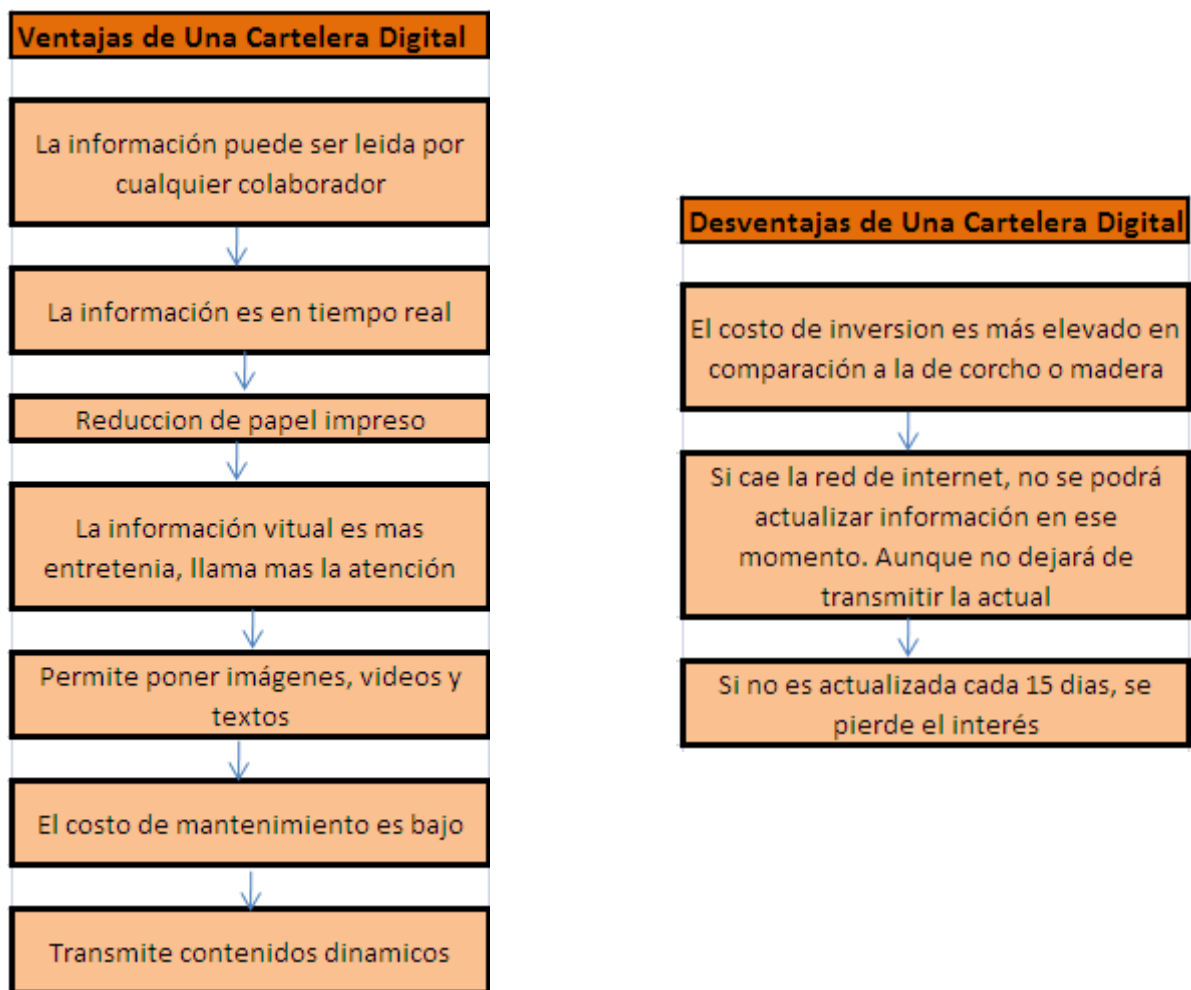 Ventajas de Una Cartelera Digital
La información puede ser leida por
cualquier colaborador
La información es en tiempo real
Reduccion de papel impreso
La información vitual es mas
entretenia, llama mas la atención
Permite poner imágenes, videos y
textos
El costo de mantenimiento es bajo
Transmite contenidos dinamicos
Desventajas de Una Cartelera Digital
El costo de inversion es más elevado en
comparación a la de corcho o madera
Si cae la red de internet, no se podrá
actualizar información en ese
momento. Aunque no dejará de
transmitir la actual
Si no es actualizada cada 15 dias, se
pierde el interés